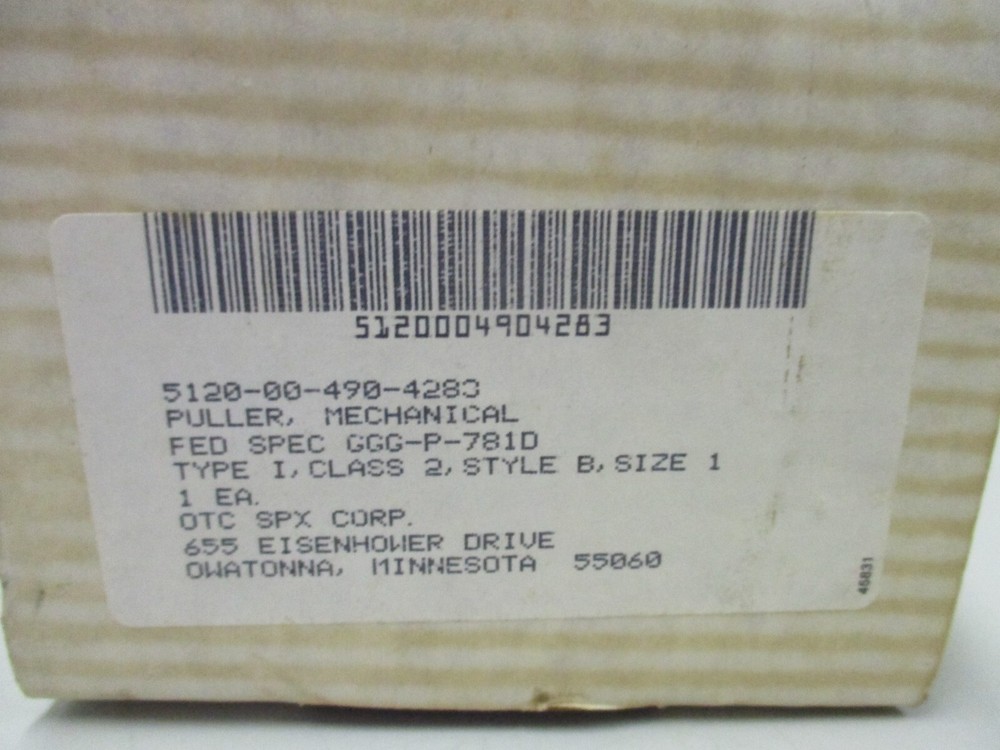 5120004904283
5120-00-490-4283
PULLER, MECHANICAL
FED SPEC GGG-P-781D
TYPE I, CLASS 2, STYLE B, SIZE 1
1 EA.
OTC SPX CORP.
655 EISENHOWER DRIVE
OWATONNA, MINNESOTA 55060
45831